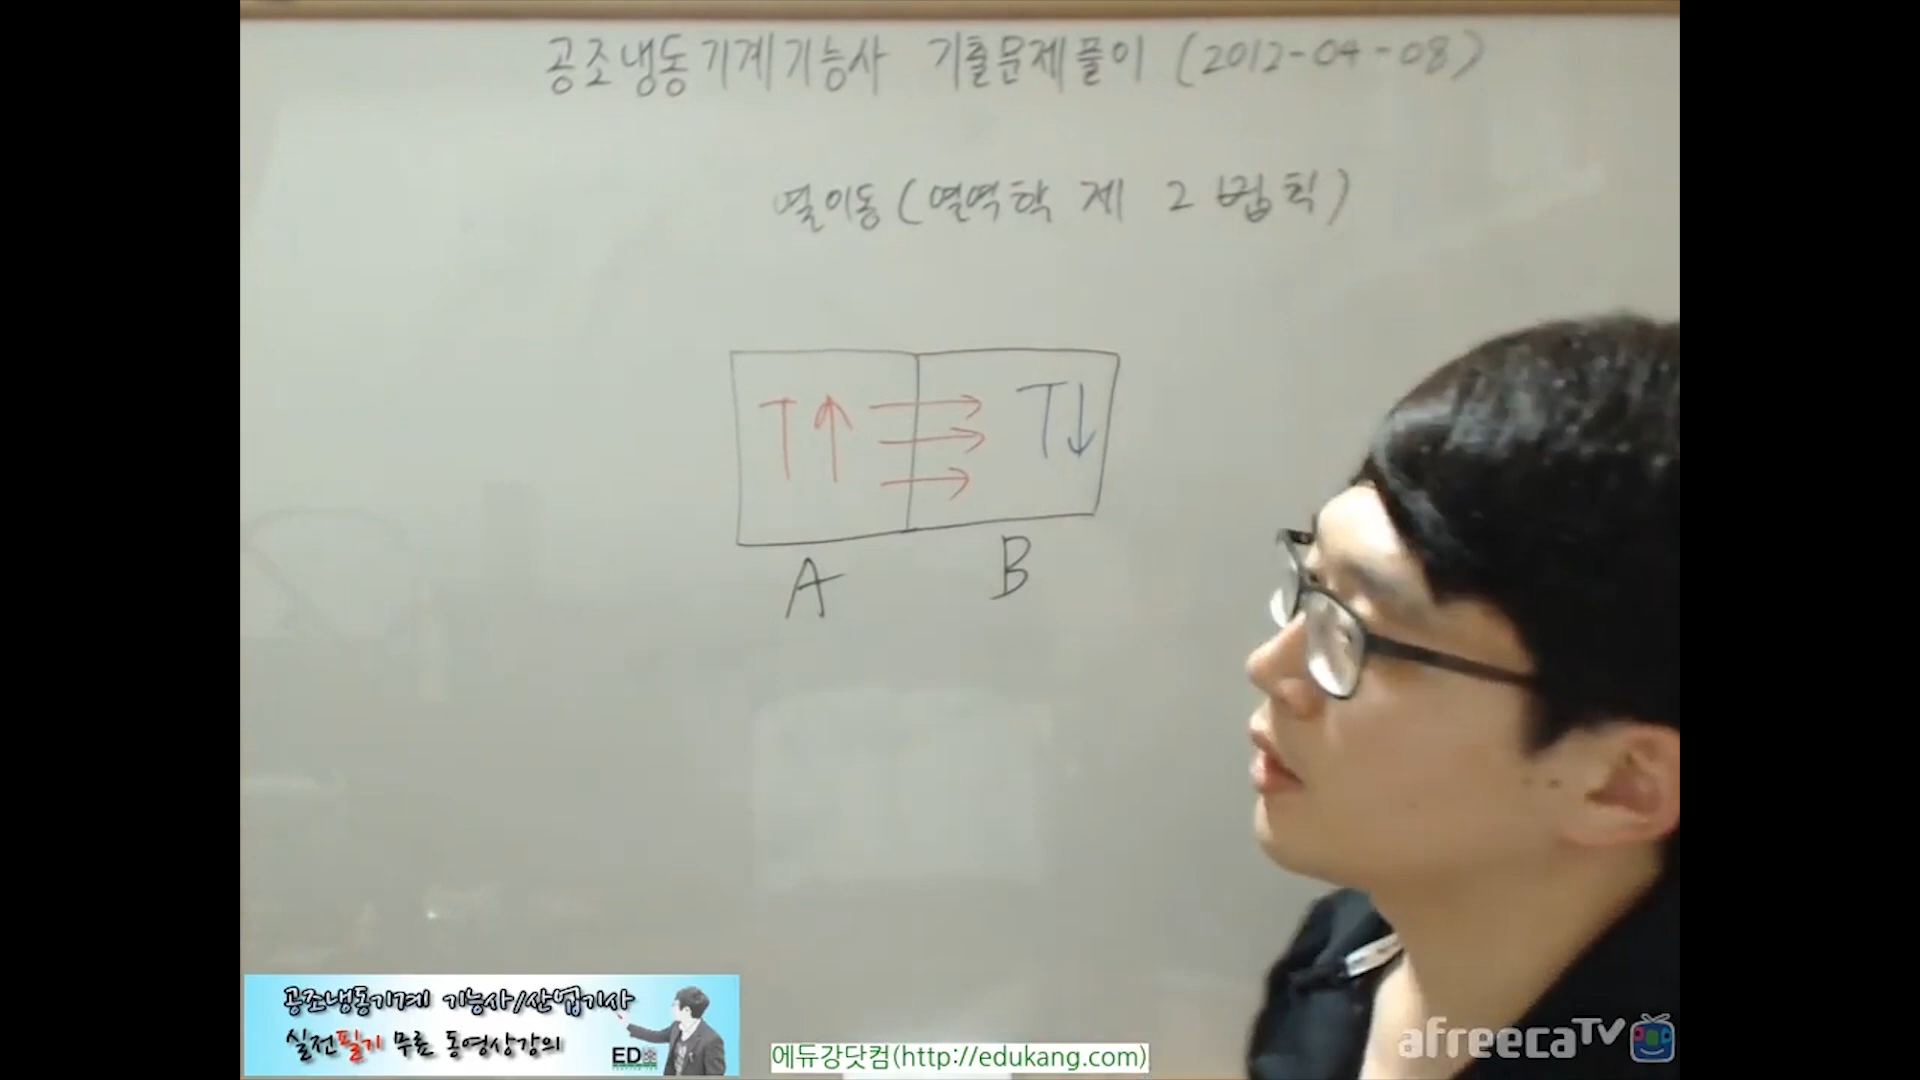 공조냉동기계기능사 기출문제풀이 (2012-04-08)
열이동(열역학 제 2 법칙)
T↑ → → → T↓
A B
공조냉동기계 기능사/산업기사
실전필기 무료 동영상강의
에듀강닷컴(http://edukang.com)
afreecaTV